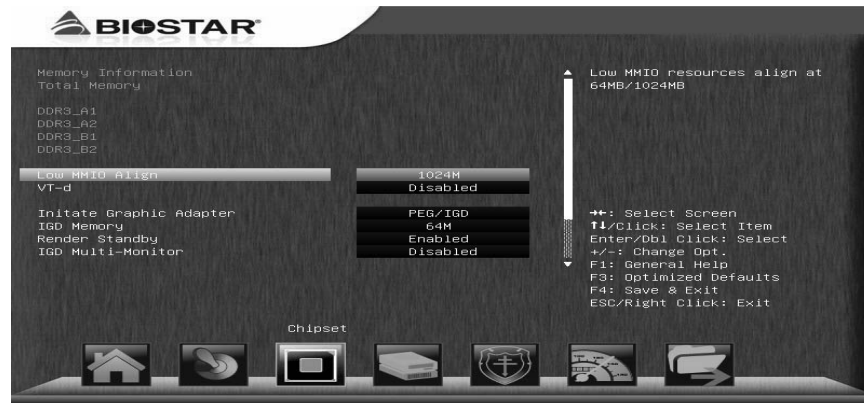 BIOSTAR®
Memory Information
Total Memory
DDR3_A1
DDR3_A2
DDR3_B1
DDR3_B2
Low MMIO Align 1024M
VT-d Disabled
Initate Graphic Adapter PEG/IGD
IGD Memory 64M
Render Standby Enabled
IGD Multi-Monitor Disabled
Low MMIO resources align at
64MB/1024MB
→←: Select Screen
↑↓/Click: Select Item
Enter/Dbl Click: Select
+/-: Change Opt.
F1: General Help
F3: Optimized Defaults
F4: Save & Exit
ESC/Right Click: Exit
Chipset